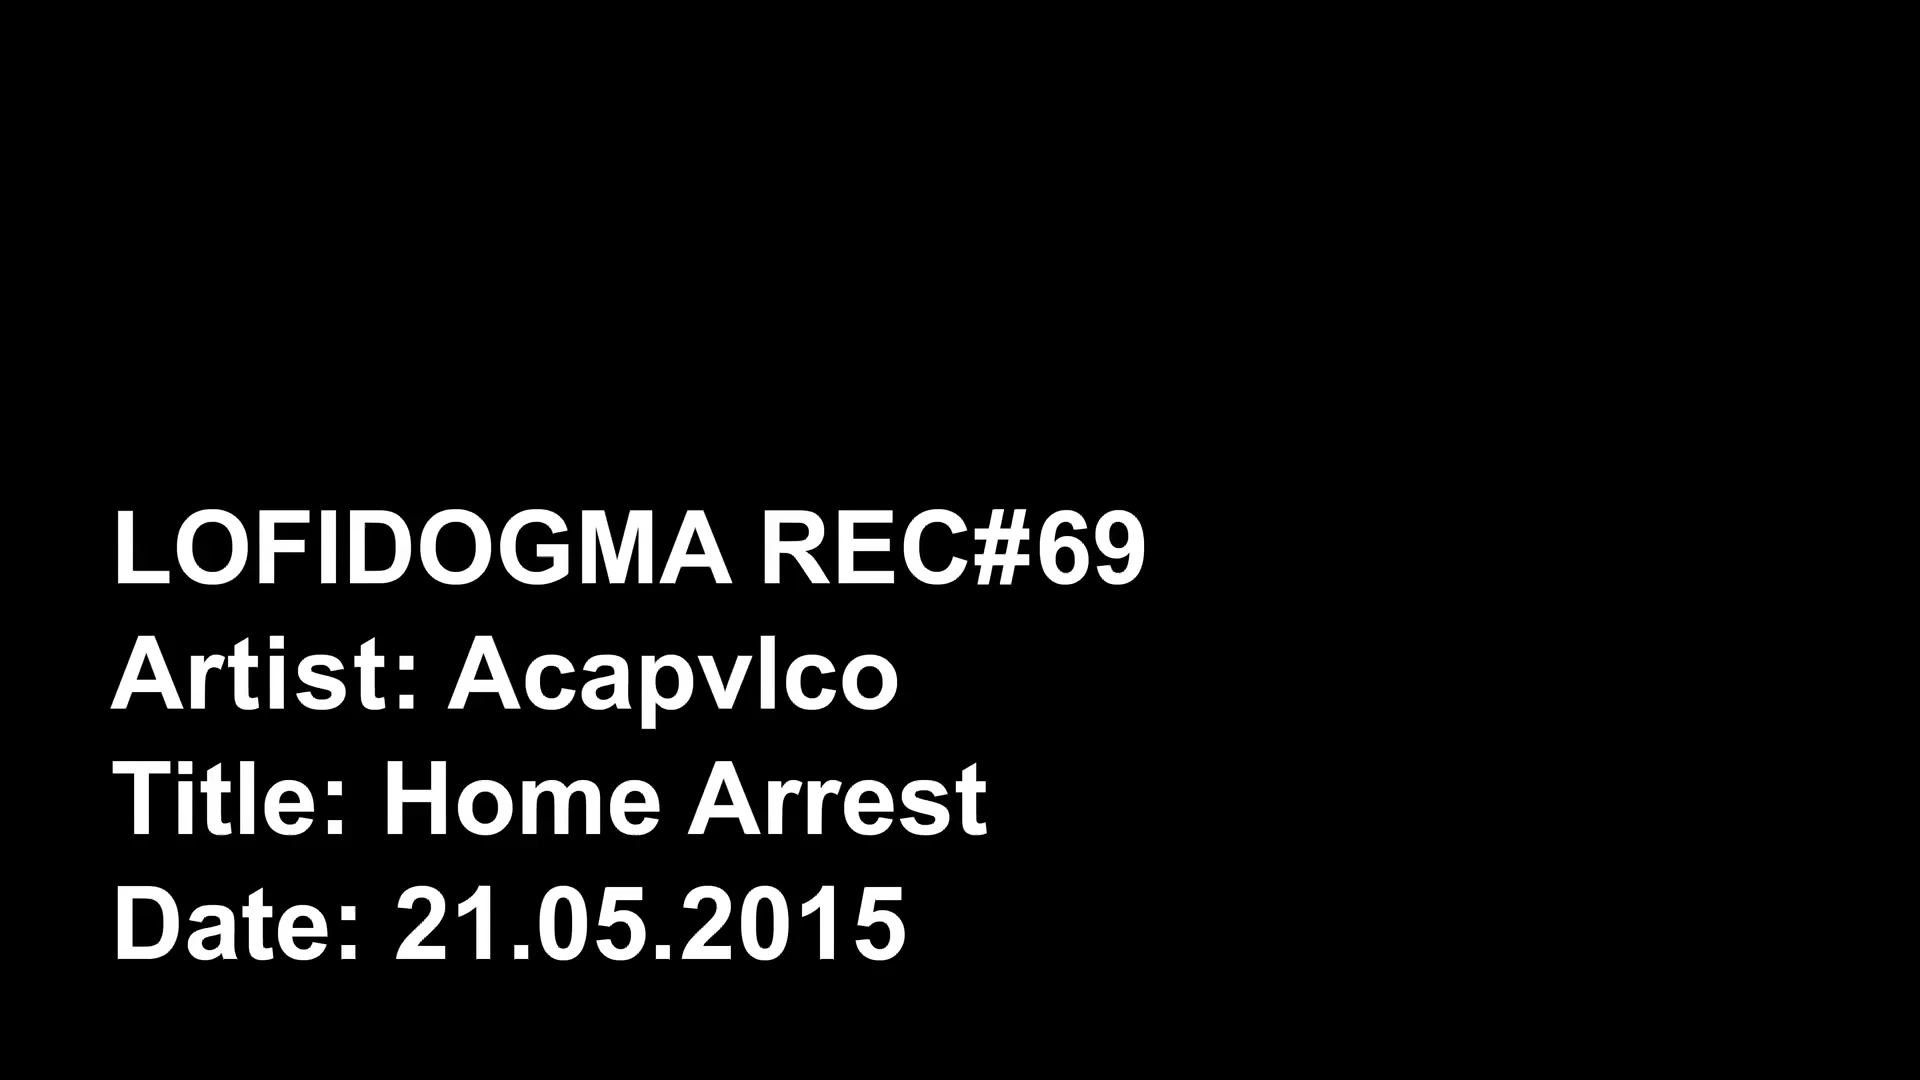 LOFIDOGMA REC#69
Artist: Acapvlco
Title: Home Arrest
Date: 21.05.2015